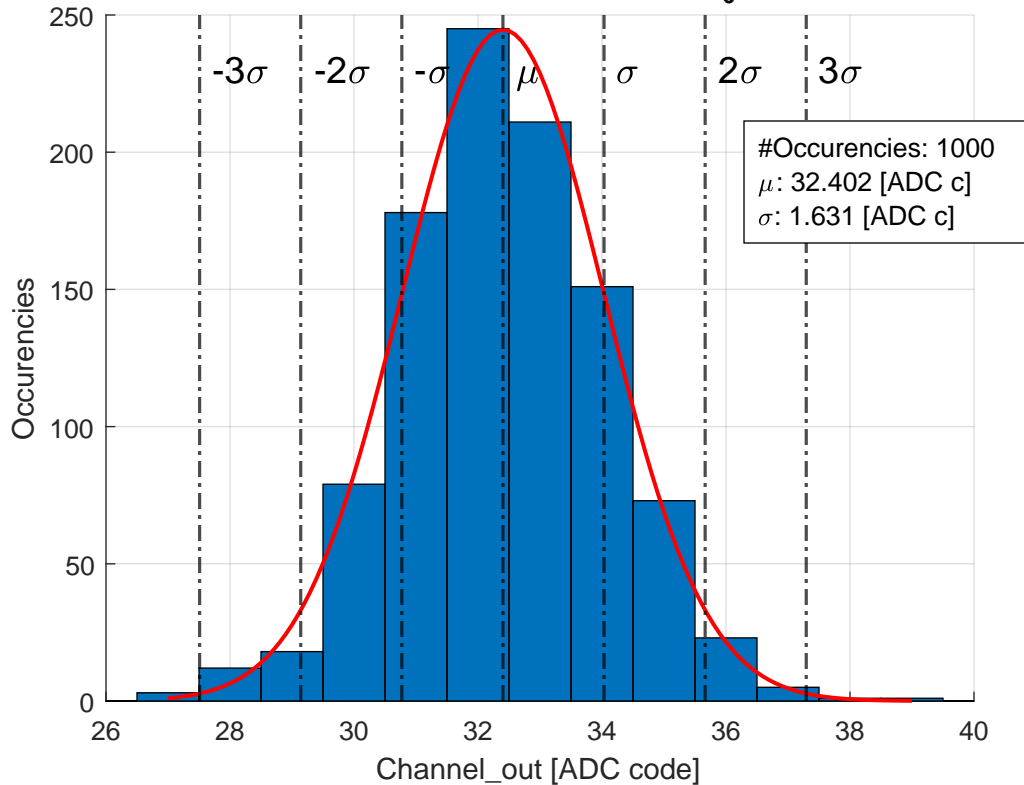 250
200
150
100
50
0
Occurencies
-3σ -2σ -σ μ σ 2σ 3σ
#Occurencies: 1000
μ: 32.402 [ADC c]
σ: 1.631 [ADC c]
26 28 30 32 34 36 38 40
Channel_out [ADC code]